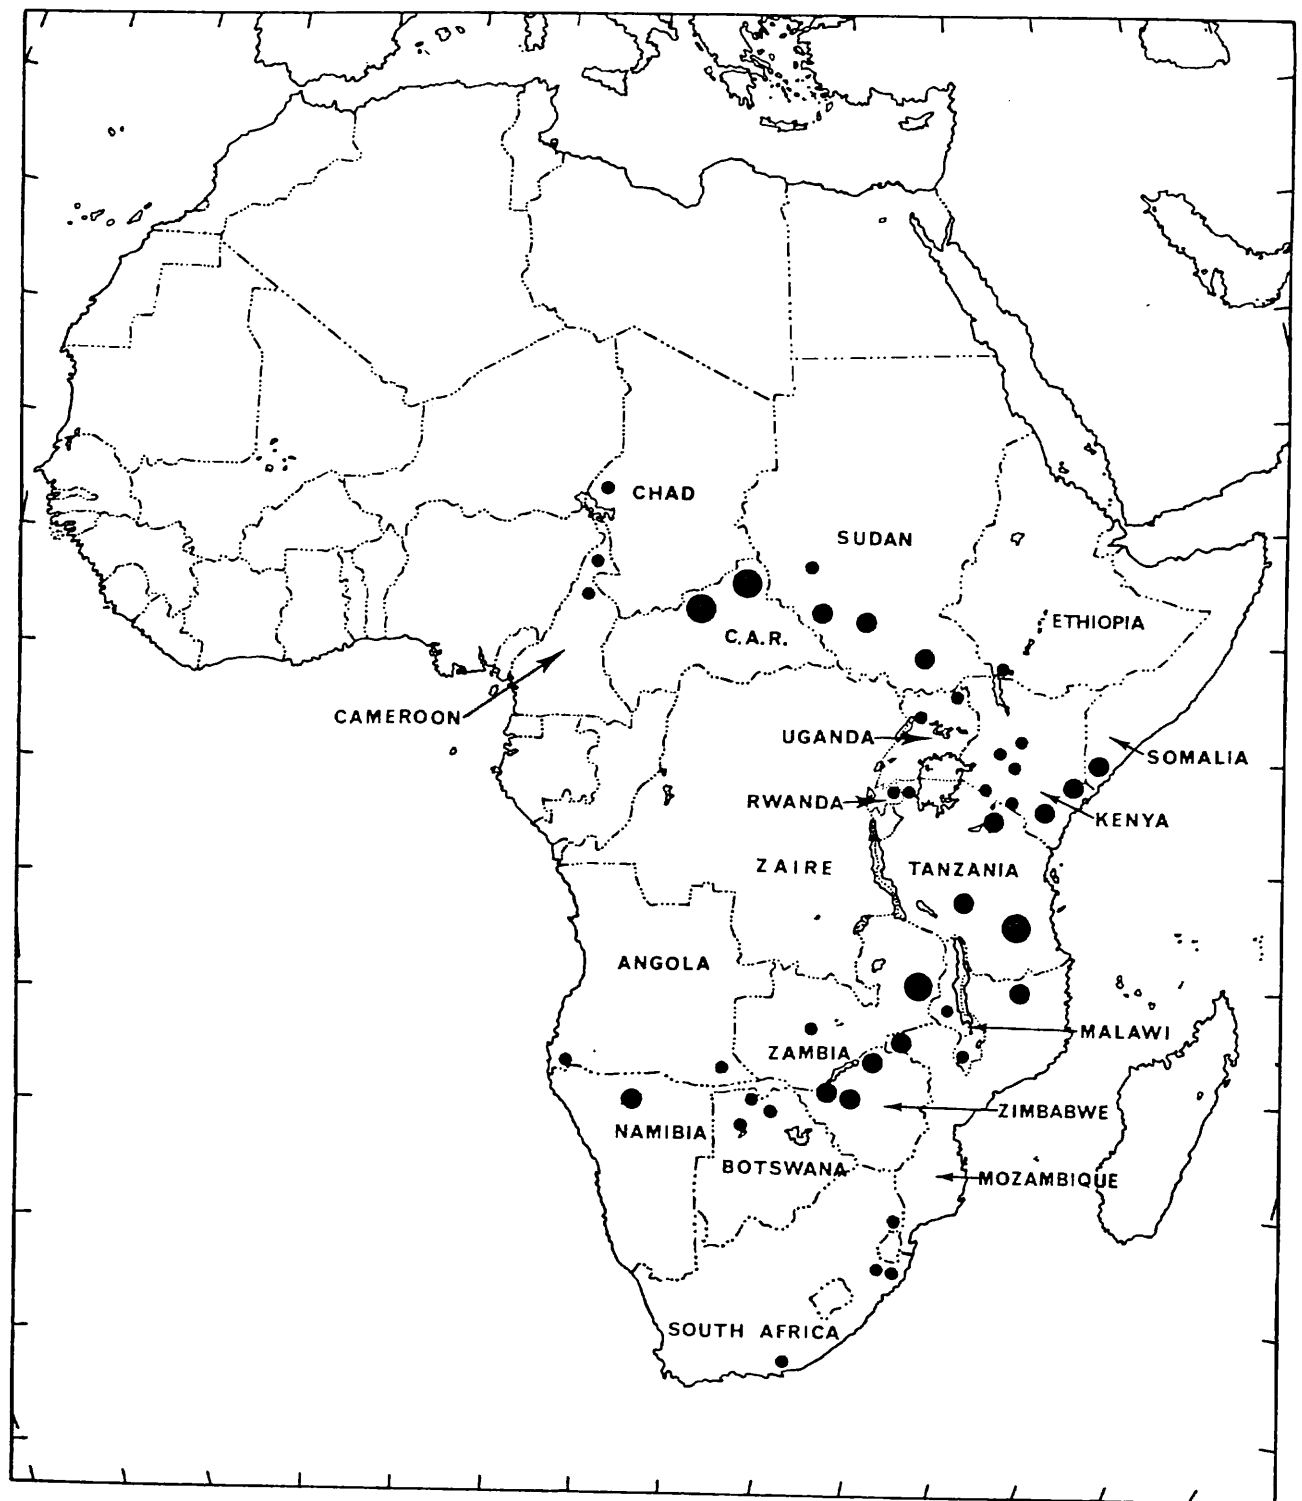 CHAD
SUDAN
ETHIOPIA
C.A.R.
CAMEROON
UGANDA
SOMALIA
RWANDA
KENYA
ZAIRE
TANZANIA
ANGOLA
MALAWI
ZAMBIA
ZIMBABWE
NAMIBIA
BOTSWANA
MOZAMBIQUE
SOUTH AFRICA